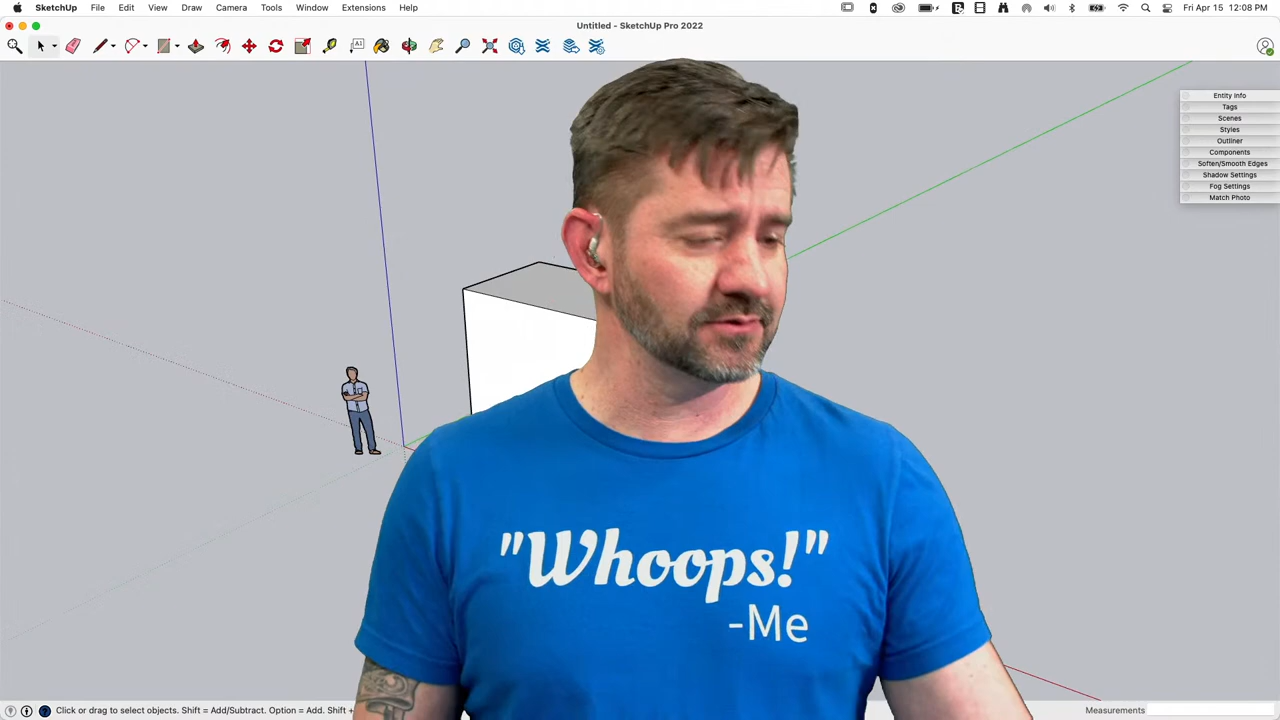 SketchUp File Edit View Draw Camera Tools Window Extensions Help Fri Apr 15 12:08 PM
Untitled - SketchUp Pro 2022
Entity Info
Tags
Scenes
Styles
Outliner
Components
Soften/Smooth Edges
Shadow Settings
Fog Settings
Match Photo
"Whoops!"
-Me
Click or drag to select objects. Shift = Add/Subtract. Option = Add. Shift + Measurements